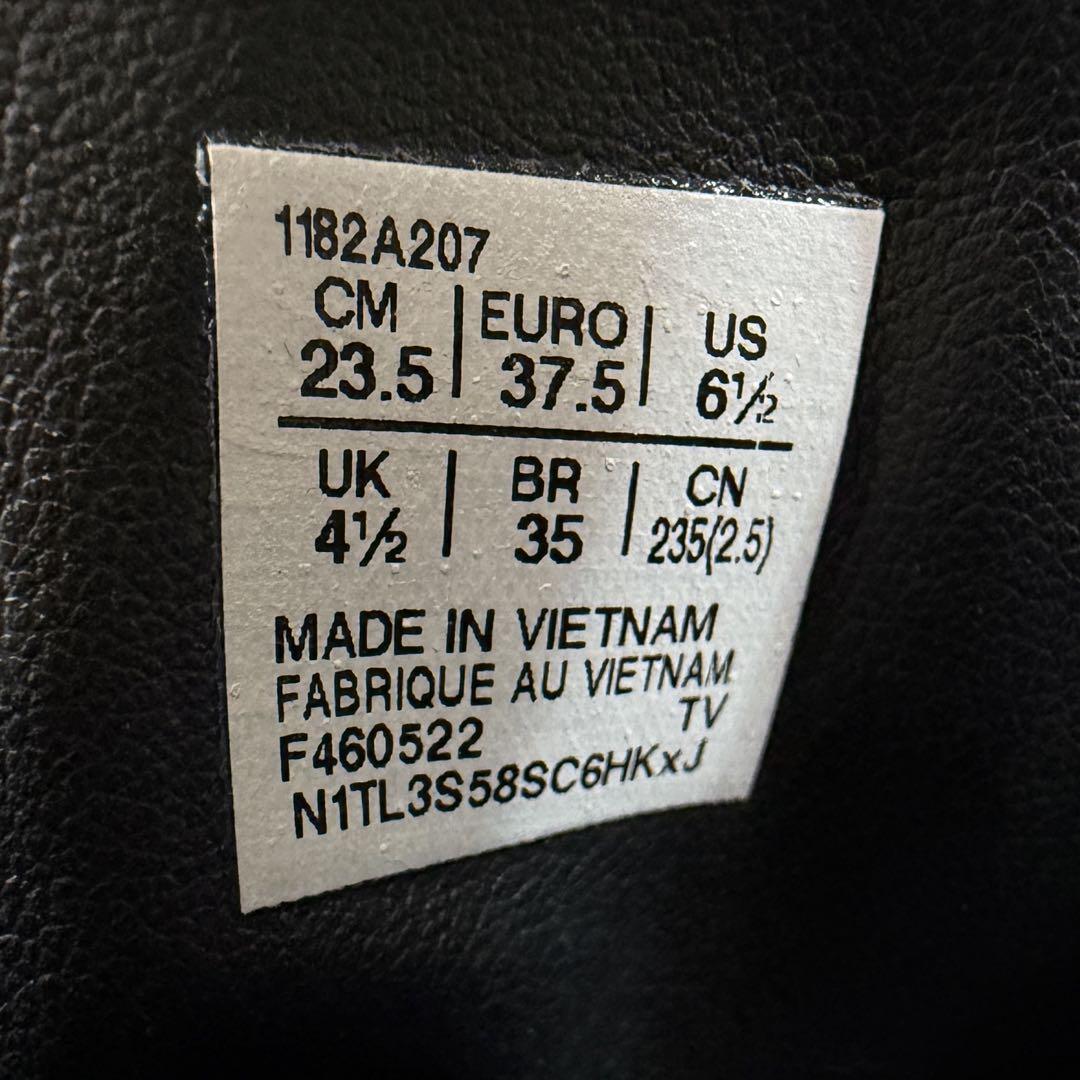 1182A207
CM | EURO | US
23.5 | 37.5 | 6½
UK | BR | CN
4½ | 35 | 235(2.5)
MADE IN VIETNAM
FABRIQUE AU VIETNAM
F460522 TV
N1TL3S58SC6HKxJ